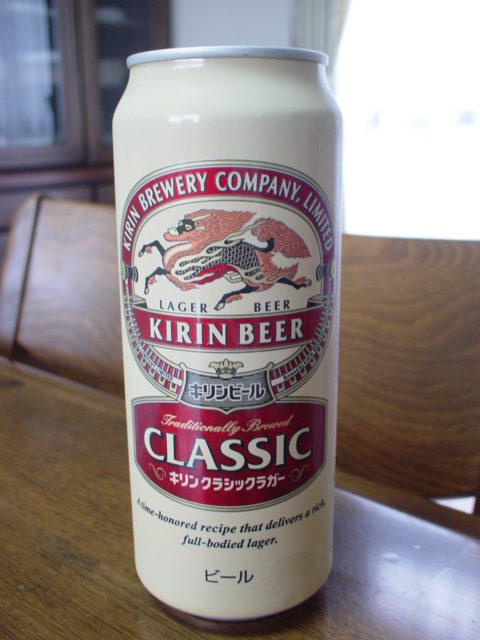 KIRIN BREWERY COMPANY, LIMITED
LAGER BEER
KIRIN BEER
キリンビール
Traditionally Brewed
CLASSIC
キリン クラシックラガー
A time-honored recipe that delivers a rich,
full-bodied lager.
ビール